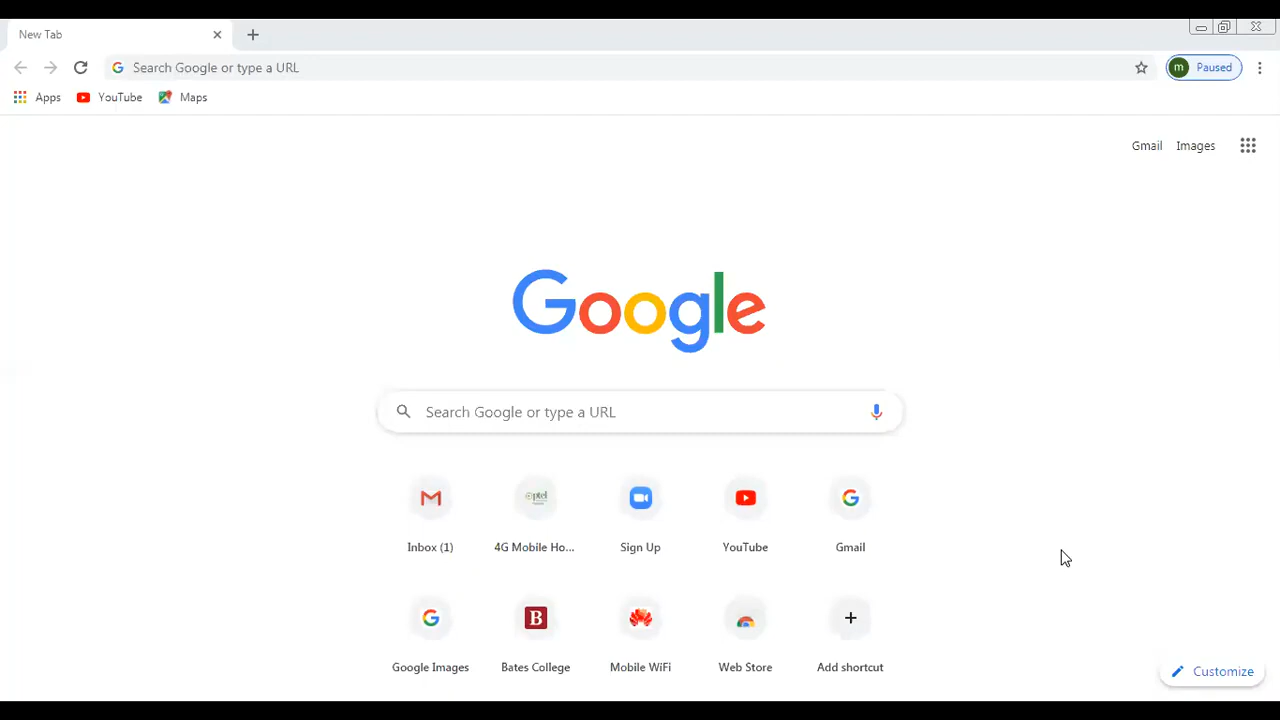 New Tab
Search Google or type a URL
m Paused
Apps YouTube Maps
Gmail Images
Google
Search Google or type a URL
Inbox (1) 4G Mobile Ho... Sign Up YouTube Gmail
B
Google Images Bates College Mobile WiFi Web Store Add shortcut
Customize